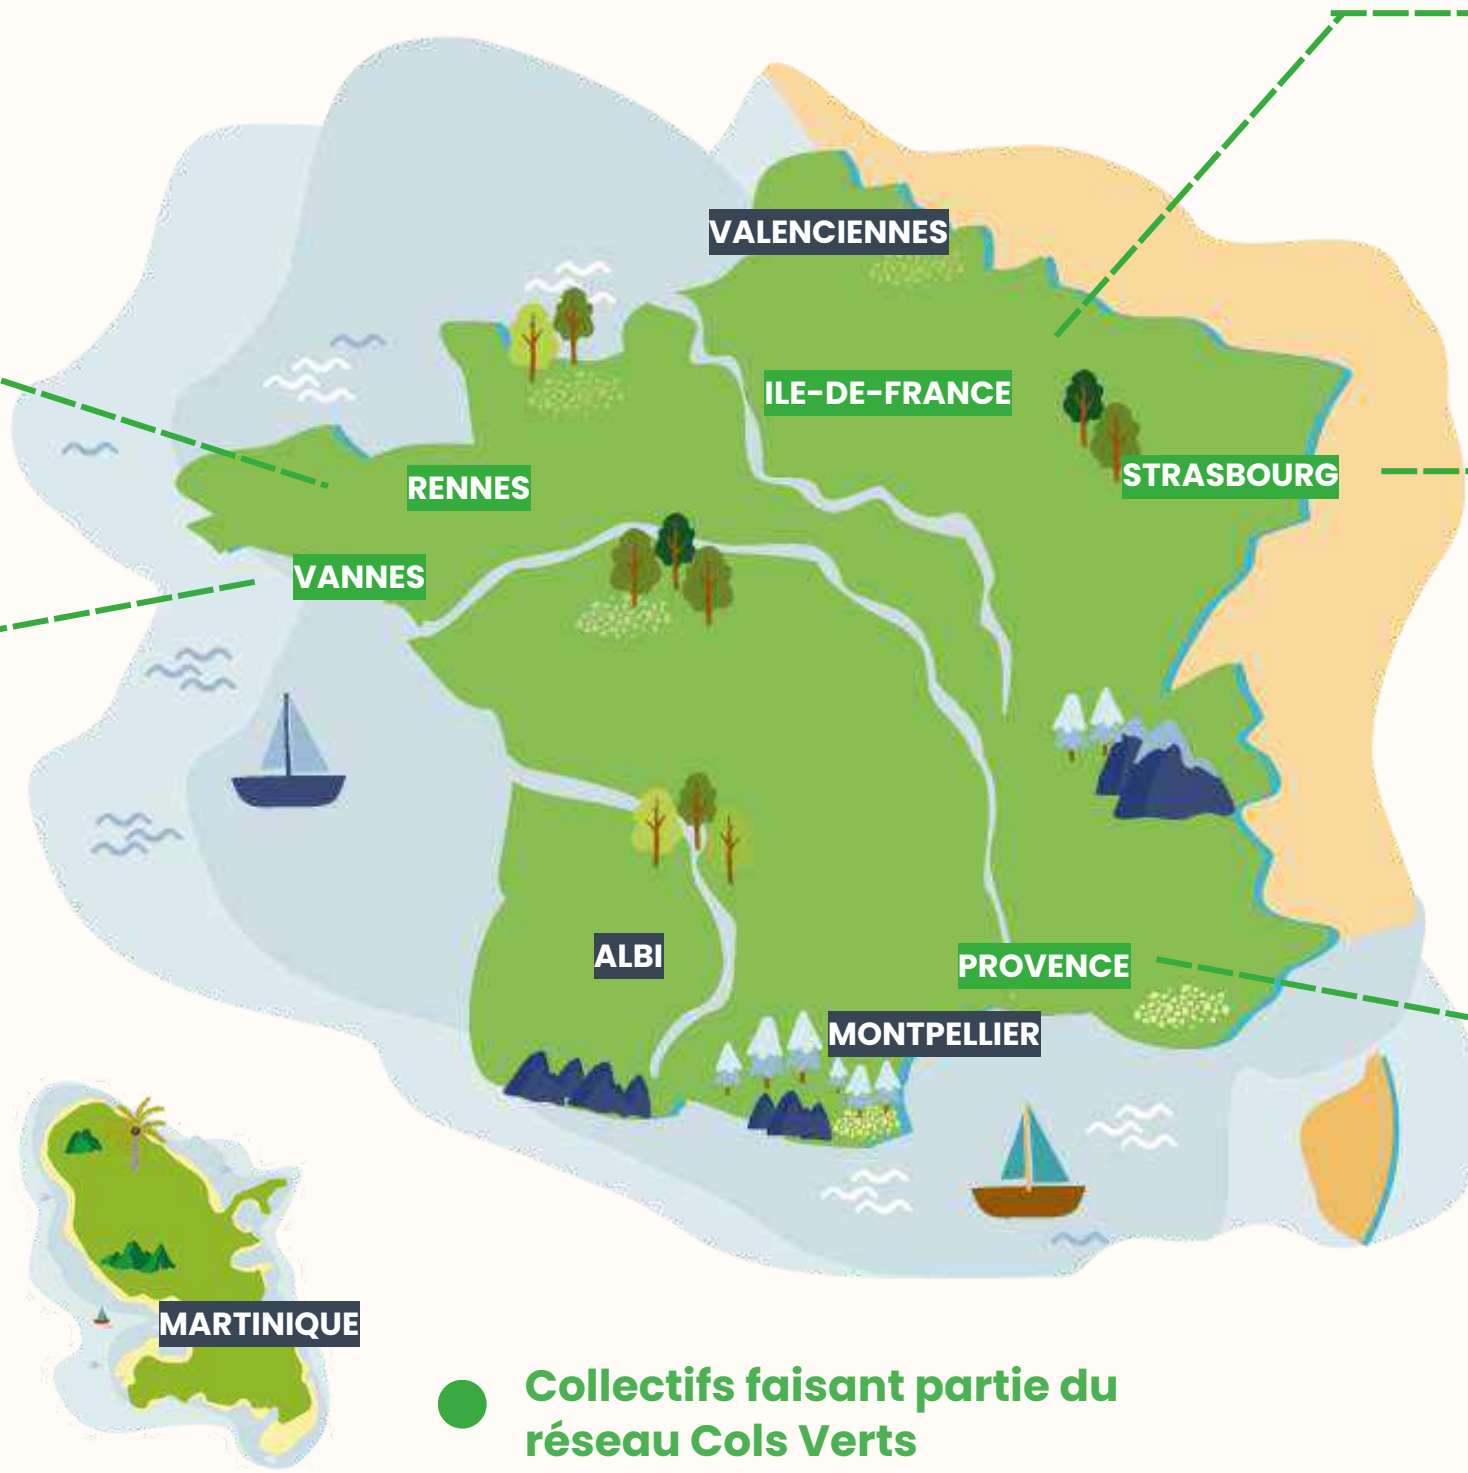 VALENCIENNES
ILE-DE-FRANCE
STRASBOURG
RENNES
VANNES
ALBI
PROVENCE
MONTPELLIER
MARTINIQUE
Collectifs faisant partie du
réseau Cols Verts